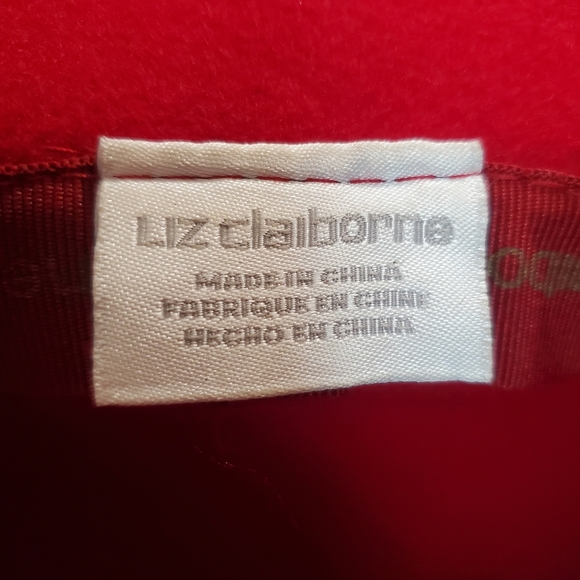 LIZ claiborne
MADE IN CHINA
FABRIQUE EN CHINE
HECHO EN CHINA